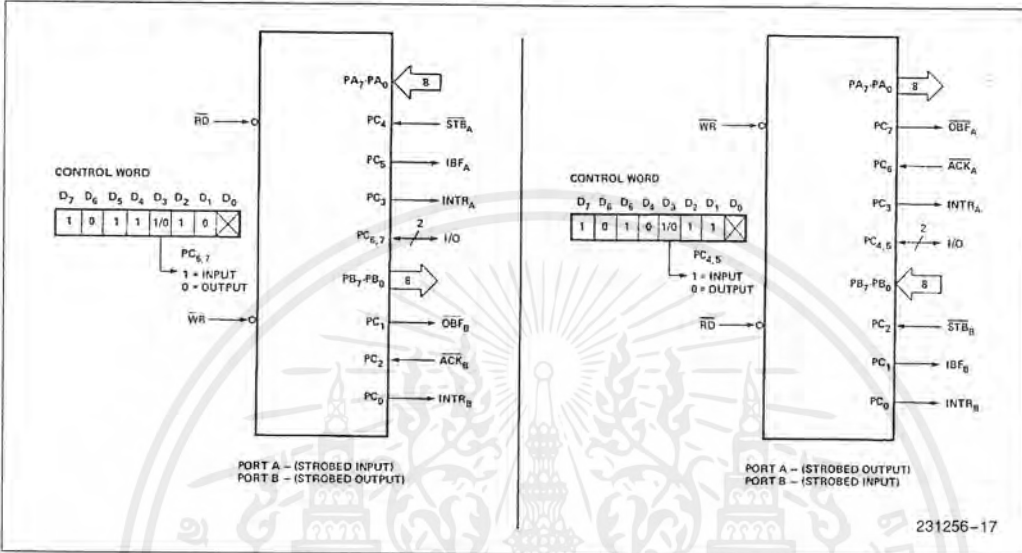 PA7-PA0 8
RD
PC4 STBA
PC5 IBFA
CONTROL WORD
D7 D6 D5 D4 D3 D2 D1 D0
1 0 1 1 1/0 1 0
PC3 INTRA
PC6,7 2 I/O
PC6,7
1 = INPUT
0 = OUTPUT
PB7-PB0 8
WR
PC1 OBFB
PC2 ACKB
PC0 INTRB
PORT A – (STROBED INPUT)
PORT B – (STROBED OUTPUT)
PA7-PA0 8
WR
PC7 OBFA
PC6 ACKA
CONTROL WORD
D7 D6 D5 D4 D3 D2 D1 D0
1 0 1 0 1/0 1 1
PC3 INTRA
PC4,5 2 I/O
PC4,5
1 = INPUT
0 = OUTPUT
PB7-PB0 8
RD
PC2 STBB
PC1 IBFB
PC0 INTRB
PORT A – (STROBED OUTPUT)
PORT B – (STROBED INPUT)
231256-17